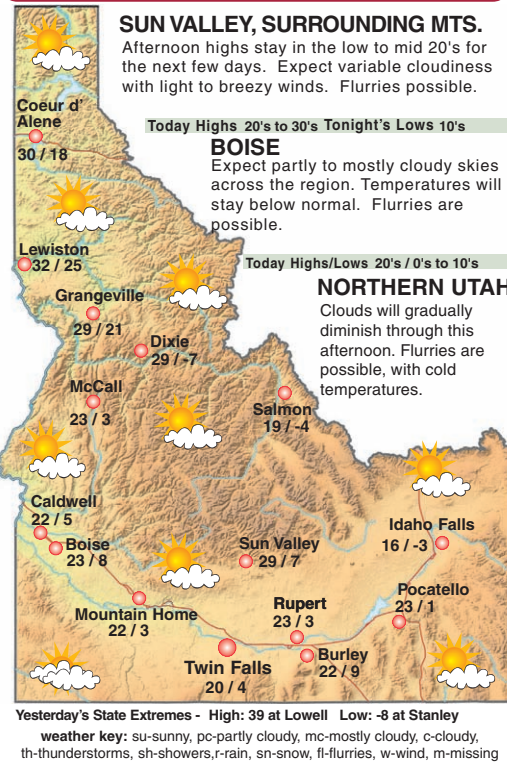 SUN VALLEY, SURROUNDING MTS.
Afternoon highs stay in the low to mid 20's for
the next few days. Expect variable cloudiness
with light to breezy winds. Flurries possible.
Coeur d'
Alene
30 / 18
Today Highs 20's to 30's Tonight's Lows 10's
BOISE
Expect partly to mostly cloudy skies
across the region. Temperatures will
stay below normal. Flurries are
possible.
Lewiston
32 / 25
Today Highs/Lows 20's / 0's to 10's
NORTHERN UTAH
Clouds will gradually
diminish through this
afternoon. Flurries are
possible, with cold
temperatures.
Grangeville
29 / 21
Dixie
29 / -7
McCall
23 / 3
Salmon
19 / -4
Caldwell
22 / 5
Boise
23 / 8
Sun Valley
29 / 7
Idaho Falls
16 / -3
Mountain Home
22 / 3
Rupert
23 / 3
Pocatello
23 / 1
Burley
22 / 9
Twin Falls
20 / 4
Yesterday's State Extremes - High: 39 at Lowell Low: -8 at Stanley
weather key: su-sunny, pc-partly cloudy, mc-mostly cloudy, c-cloudy,
th-thunderstorms, sh-showers,r-rain, sn-snow, fl-flurries, w-wind, m-missing